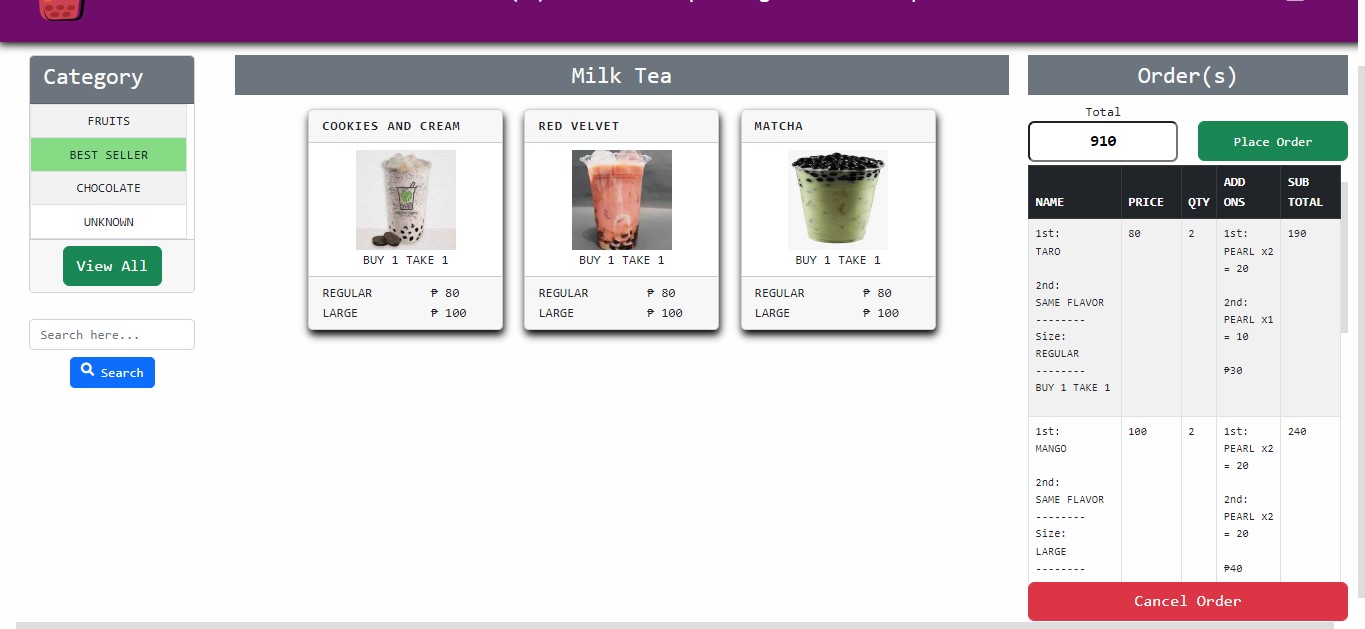 Category
FRUITS
BEST SELLER
CHOCOLATE
UNKNOWN
View All
Search here...
Search
Milk Tea
COOKIES AND CREAM
BUY 1 TAKE 1
REGULAR ₱ 80
LARGE ₱ 100
RED VELVET
BUY 1 TAKE 1
REGULAR ₱ 80
LARGE ₱ 100
MATCHA
BUY 1 TAKE 1
REGULAR ₱ 80
LARGE ₱ 100
Order(s)
Total
910
Place Order
NAME PRICE QTY ADD ONS SUB TOTAL
1st:
TARO
2nd:
SAME FLAVOR
--------
Size:
REGULAR
--------
BUY 1 TAKE 1
80
2
1st:
PEARL x2
= 20
2nd:
PEARL x1
= 10
₱30
190
1st:
MANGO
2nd:
SAME FLAVOR
--------
Size:
LARGE
--------
100
2
1st:
PEARL x2
= 20
2nd:
PEARL x2
= 20
₱40
240
Cancel Order